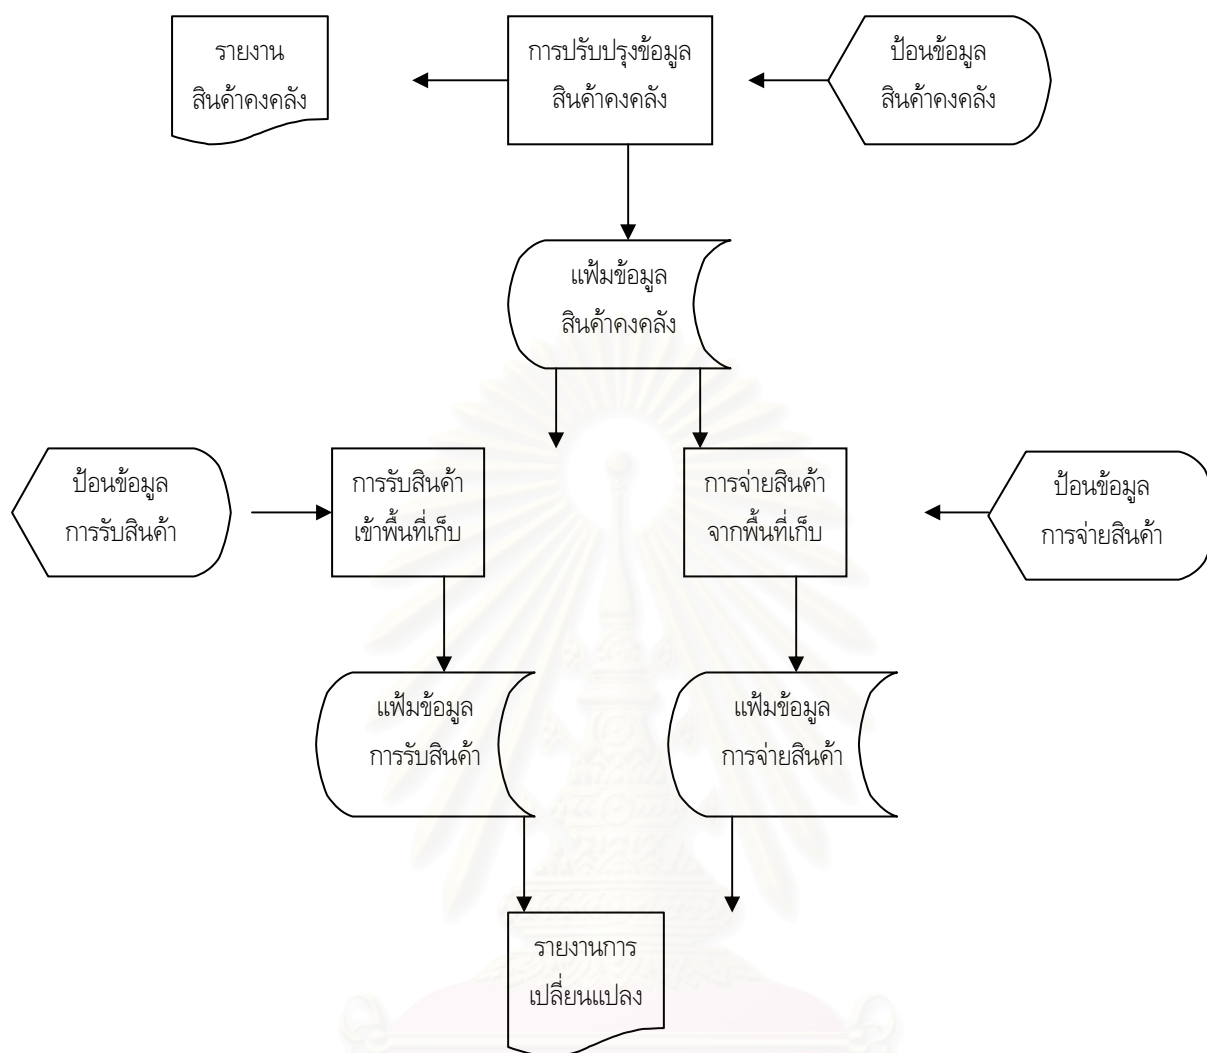 รายงาน
สินค้าคงคลัง
การปรับปรุงข้อมูล
สินค้าคงคลัง
ป้อนข้อมูล
สินค้าคงคลัง
แฟ้มข้อมูล
สินค้าคงคลัง
ป้อนข้อมูล
การรับสินค้า
การรับสินค้า
เข้าพื้นที่เก็บ
การจ่ายสินค้า
จากพื้นที่เก็บ
ป้อนข้อมูล
การจ่ายสินค้า
แฟ้มข้อมูล
การรับสินค้า
แฟ้มข้อมูล
การจ่ายสินค้า
รายงานการ
เปลี่ยนแปลง